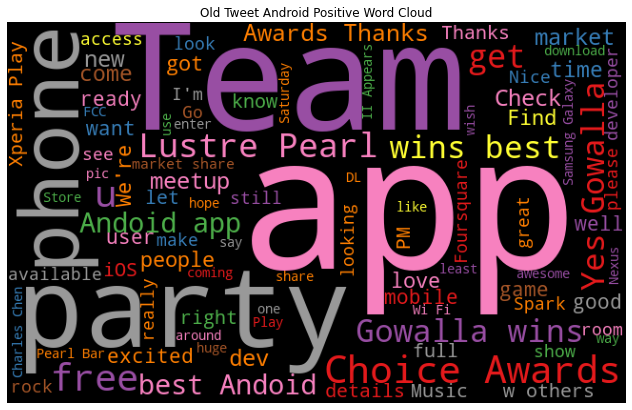 Old Tweet Android Positive Word Cloud
access
look
Awards Thanks
Thanks
market
download
Team
phone
new
got
come
get
time
Nice
Xperia Play
I'm
Saturday
II Appears
ready
know
Check
FCC
Go
use
enter
want
Find
wish
Samsung Galaxy
developer
please
Gowalla
Yes
Lustre Pearl
wins best
see
We're
market share
pic
meetup
app
DL
Store
u
let
hope
still
like
Andoid app
user
make
say
looking
PM
Foursquare
great
well
people
least
awesome
Nexus
available
iOS
coming
share
love
game
party
really
mobile
Spark
good
Charles Chen
right
one
Play
Wi Fi
Gowalla wins
room
way
around
Pearl Bar
excited
huge
dev
full
show
rock
free
best Andoid
Choice Awards
details
Music
w others